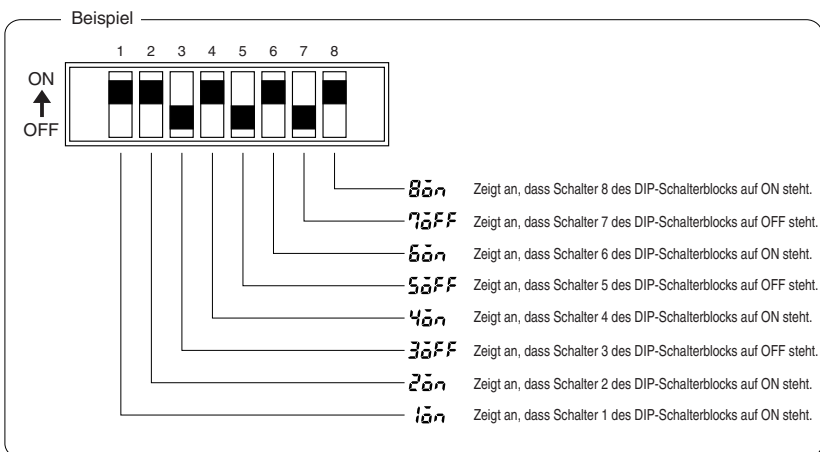 Beispiel
1 2 3 4 5 6 7 8
ON
OFF
8on Zeigt an, dass Schalter 8 des DIP-Schalterblocks auf ON steht.
7oFF Zeigt an, dass Schalter 7 des DIP-Schalterblocks auf OFF steht.
6on Zeigt an, dass Schalter 6 des DIP-Schalterblocks auf ON steht.
5oFF Zeigt an, dass Schalter 5 des DIP-Schalterblocks auf OFF steht.
4on Zeigt an, dass Schalter 4 des DIP-Schalterblocks auf ON steht.
3oFF Zeigt an, dass Schalter 3 des DIP-Schalterblocks auf OFF steht.
2on Zeigt an, dass Schalter 2 des DIP-Schalterblocks auf ON steht.
1on Zeigt an, dass Schalter 1 des DIP-Schalterblocks auf ON steht.